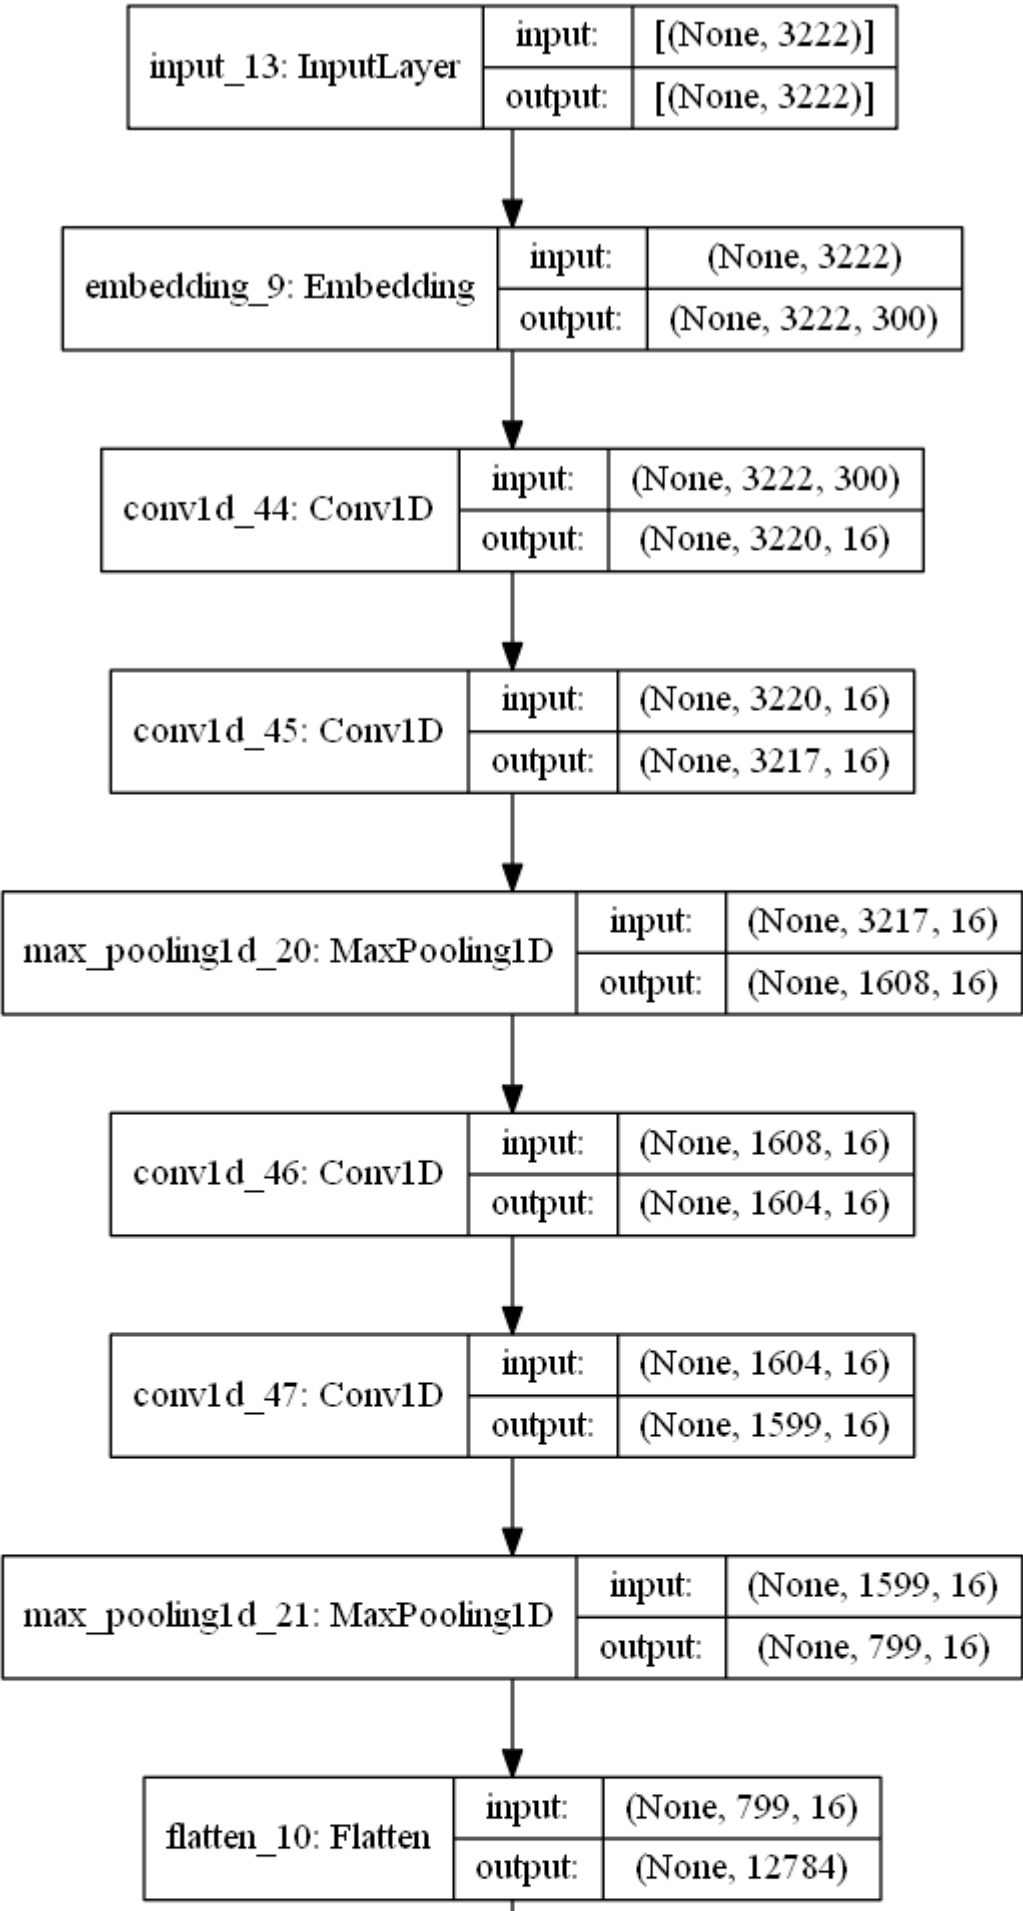 input_13: InputLayer
input: [(None, 3222)]
output: [(None, 3222)]
embedding_9: Embedding
input: (None, 3222)
output: (None, 3222, 300)
conv1d_44: Conv1D
input: (None, 3222, 300)
output: (None, 3220, 16)
conv1d_45: Conv1D
input: (None, 3220, 16)
output: (None, 3217, 16)
max_pooling1d_20: MaxPooling1D
input: (None, 3217, 16)
output: (None, 1608, 16)
conv1d_46: Conv1D
input: (None, 1608, 16)
output: (None, 1604, 16)
conv1d_47: Conv1D
input: (None, 1604, 16)
output: (None, 1599, 16)
max_pooling1d_21: MaxPooling1D
input: (None, 1599, 16)
output: (None, 799, 16)
flatten_10: Flatten
input: (None, 799, 16)
output: (None, 12784)